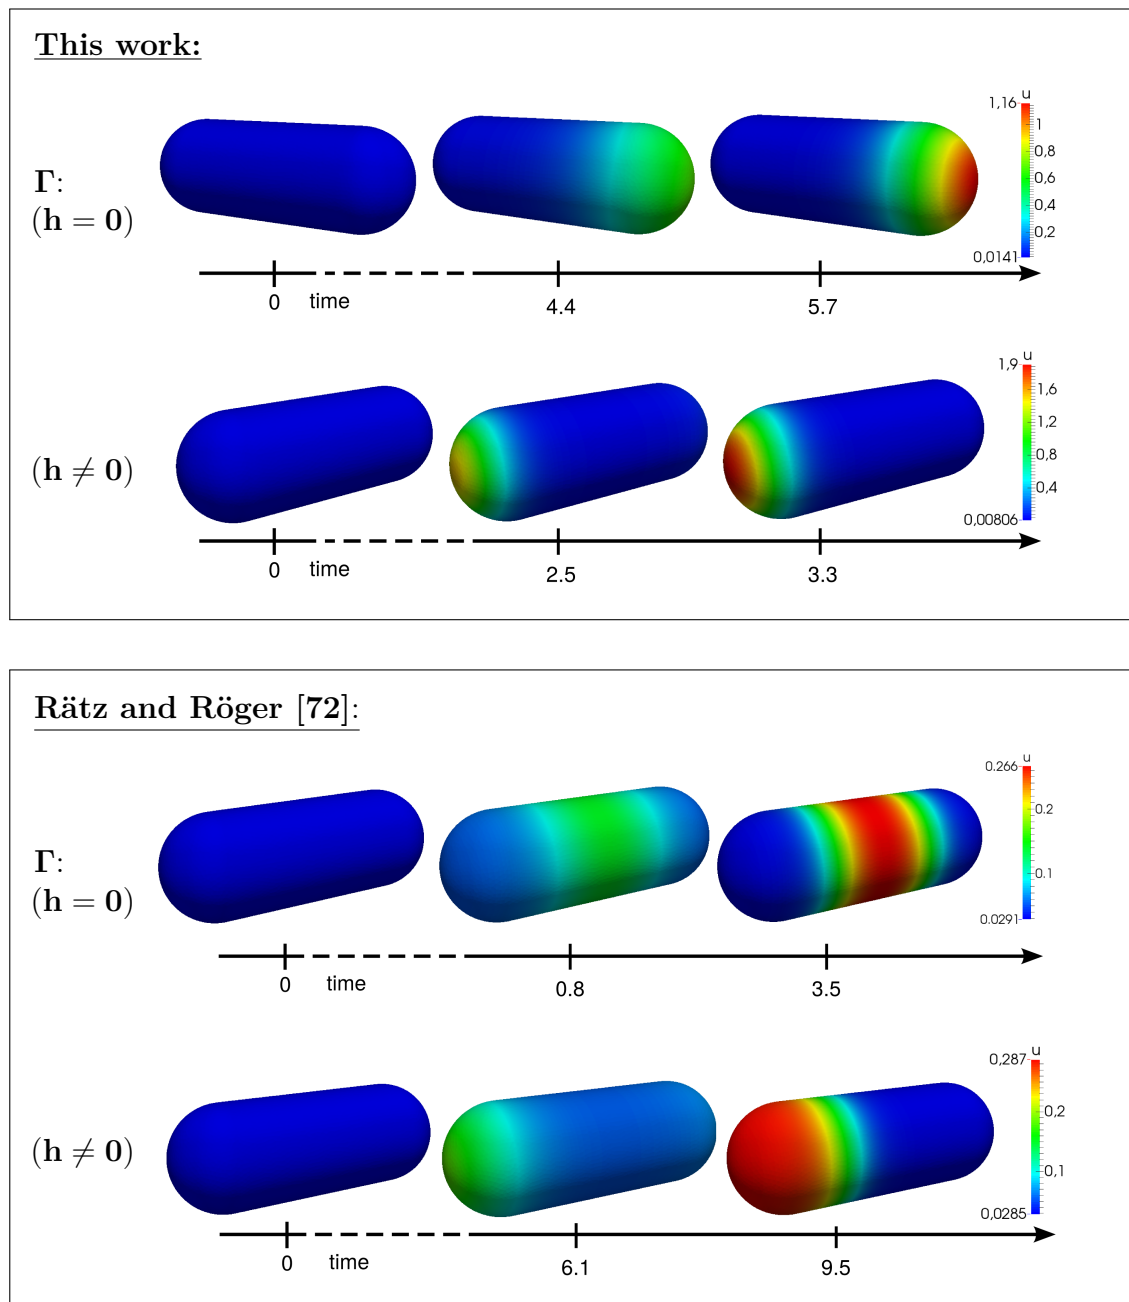 This work:
u
1,16
1
0,8
0,6
0,4
0,2
0,0141
Γ:
(h = 0)
0 time 4.4 5.7
u
1,9
1,6
1,2
0,8
0,4
0,00806
(h ≠ 0)
0 time 2.5 3.3
Rätz and Röger [72]:
u
0.266
0.2
0.1
0.0291
Γ:
(h = 0)
0 time 0.8 3.5
u
0,287
0,2
0,1
0,0285
(h ≠ 0)
0 time 6.1 9.5